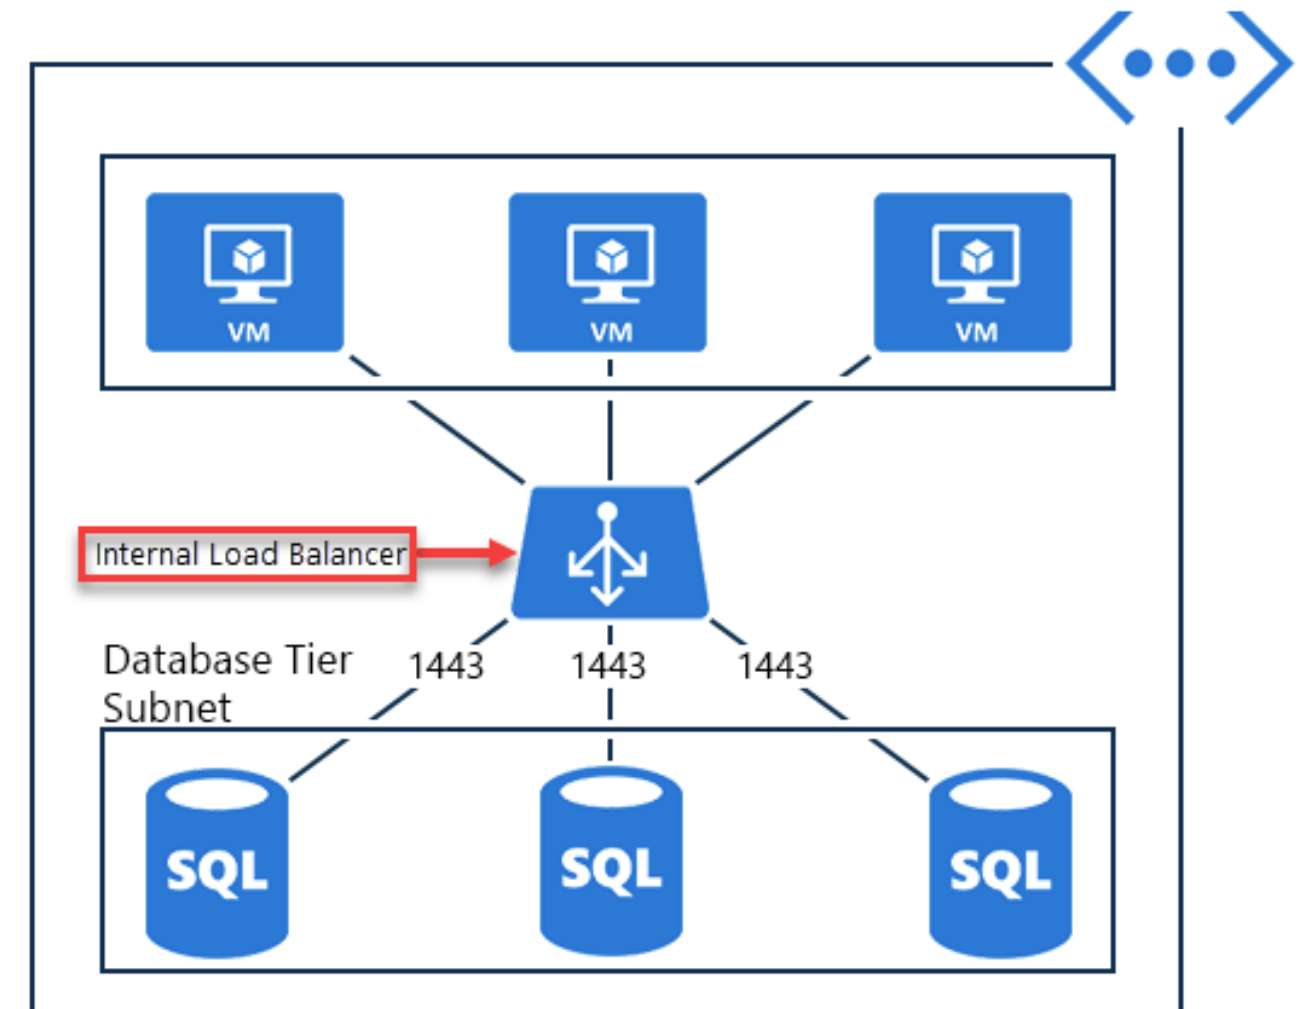 VM
VM
VM
Internal Load Balancer
Database Tier
Subnet
1443
1443
1443
SQL
SQL
SQL